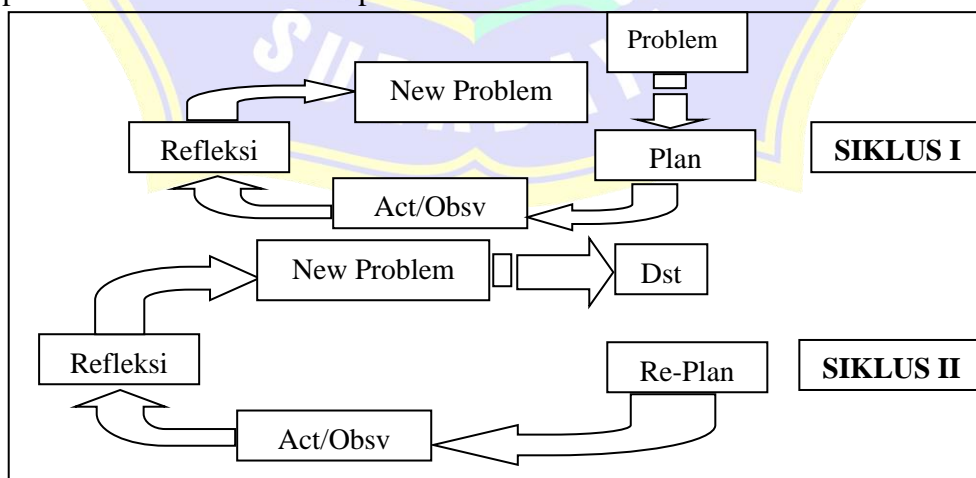 Problem
New Problem
Refleksi
Plan
SIKLUS I
Act/Obsv
New Problem
Dst
Refleksi
Re-Plan
SIKLUS II
Act/Obsv